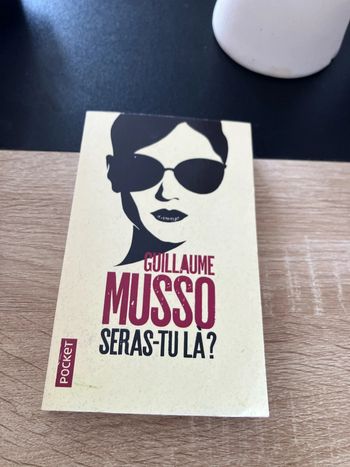 GUILLAUME
MUSSO
SERAS-TU LÀ?
POCKET